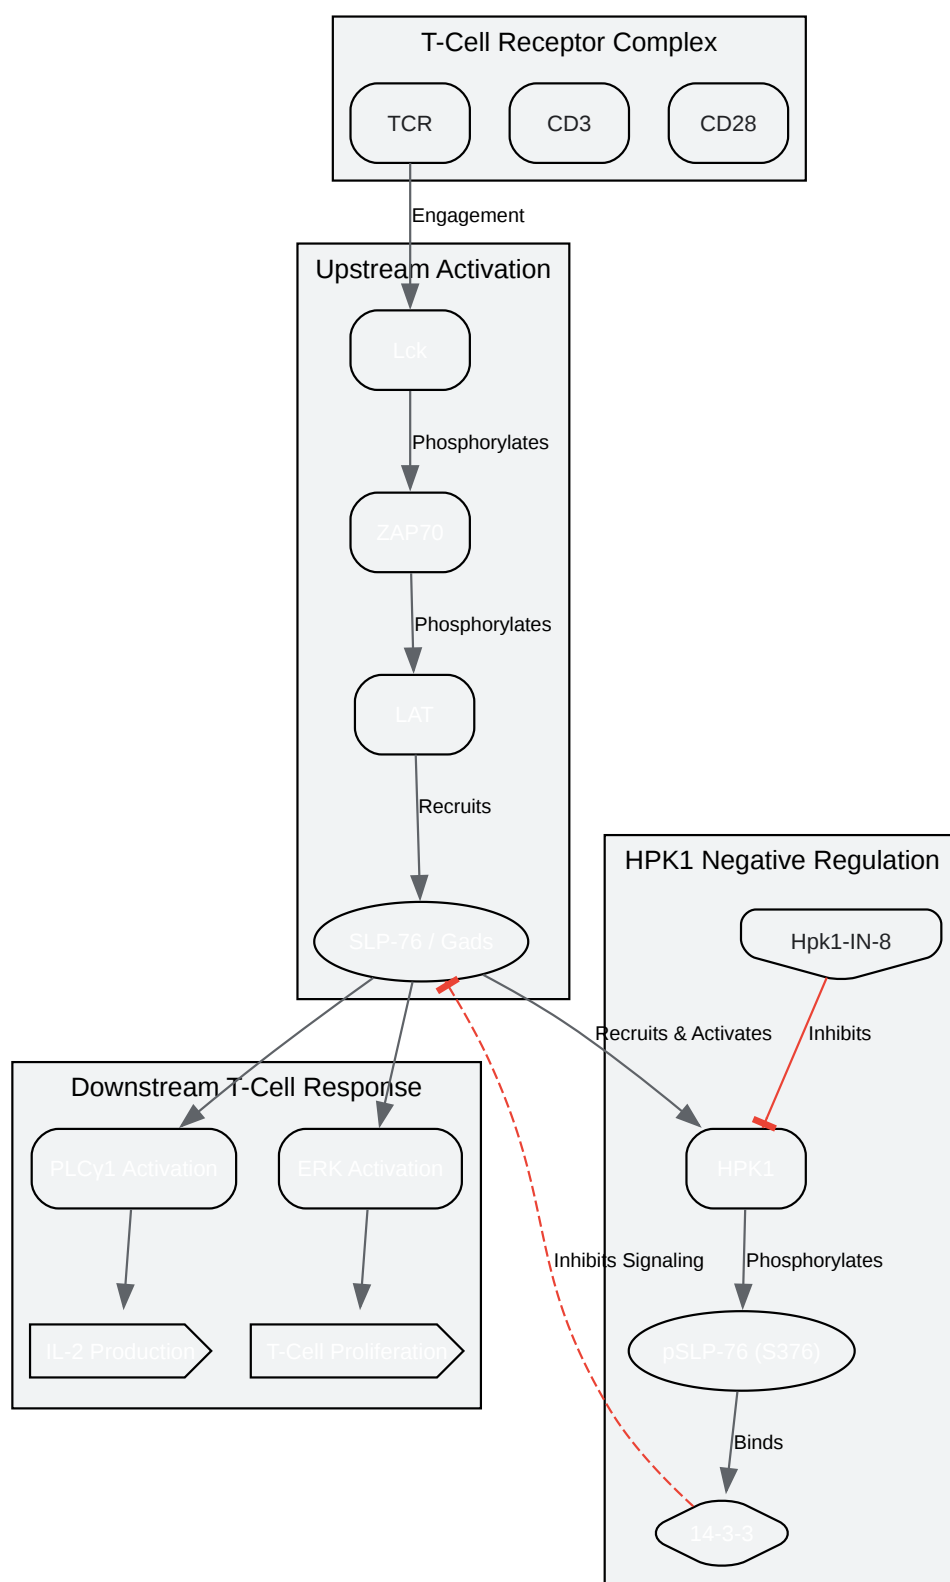 T-Cell Receptor Complex
TCR
CD3
CD28
Engagement
Upstream Activation
Lck
Phosphorylates
ZAP70
Phosphorylates
LAT
Recruits
HPK1 Negative Regulation
SLP-76 / Gads
Hpk1-IN-8
Recruits & Activates
Inhibits
Downstream T-Cell Response
PLCγ1 Activation
ERK Activation
HPK1
Inhibits Signaling
Phosphorylates
IL-2 Production
T-Cell Proliferation
pSLP-76 (S376)
Binds
14-3-3